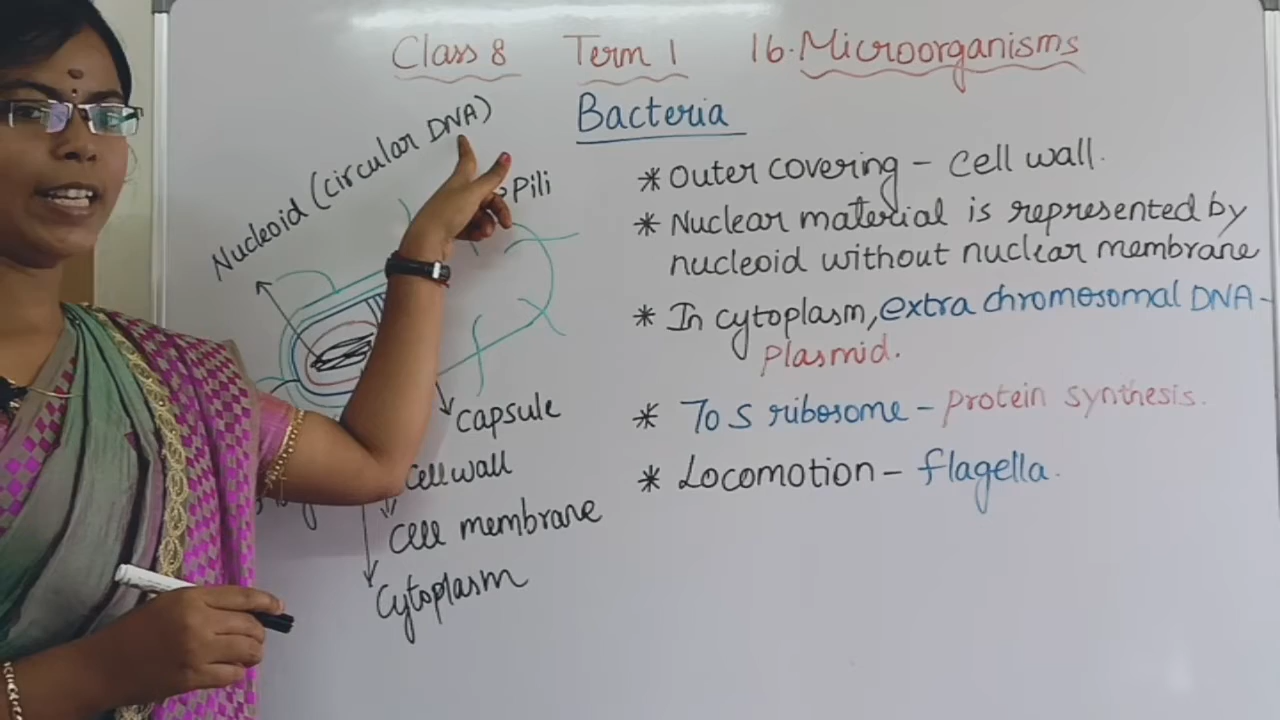 Class 8 Term 1 16. Microorganisms
Bacteria
Nucleoid (circular DNA)
Pili
capsule
Cell wall
Cell membrane
Cytoplasm
* Outer covering - cell wall.
* Nuclear material is represented by
nucleoid without nuclear membrane
* In cytoplasm, extra chromosomal DNA -
plasmid.
* 70 S ribosome - protein synthesis.
* Locomotion - flagella.